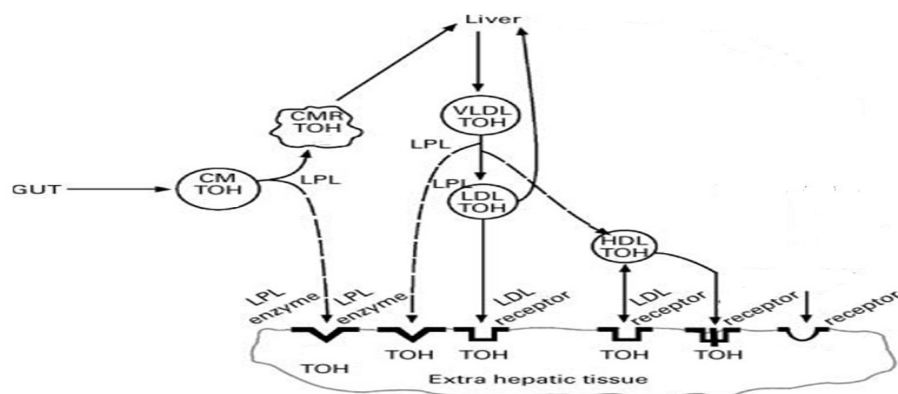 Liver
CMR
TOH
VLDL
TOH
LPL
GUT
CM
TOH
LPL
LPL
LDL
TOH
HDL
TOH
LPL
enzyme
LPL
enzyme
LDL
receptor
LDL
receptor
receptor
receptor
TOH
TOH
TOH
TOH
TOH
Extra hepatic tissue